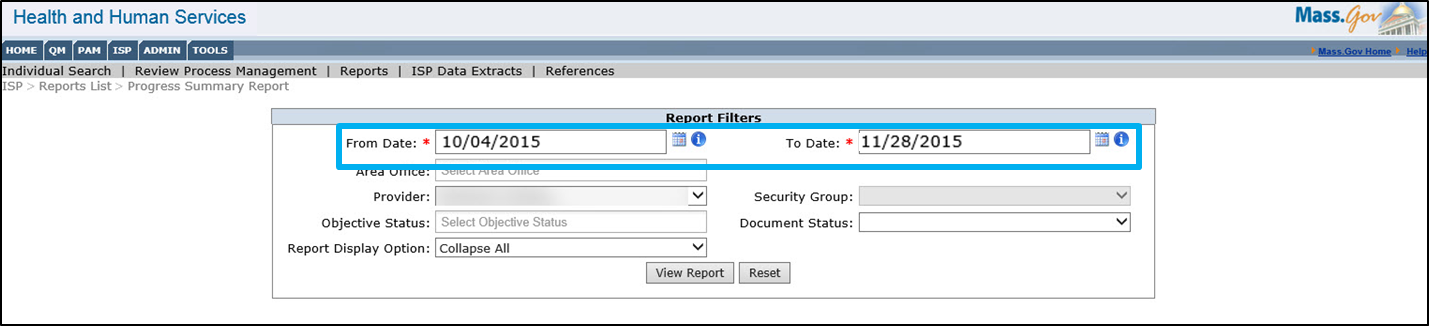 Health and Human Services
Mass.Gov
HOME QM PAM ISP ADMIN TOOLS
Mass.Gov Home Help
Individual Search | Review Process Management | Reports | ISP Data Extracts | References
ISP > Reports List > Progress Summary Report
Report Filters
From Date: * 10/04/2015 To Date: * 11/28/2015
Area Office: Select Area Office
Provider: Security Group:
Objective Status: Select Objective Status Document Status:
Report Display Option: Collapse All
View Report Reset